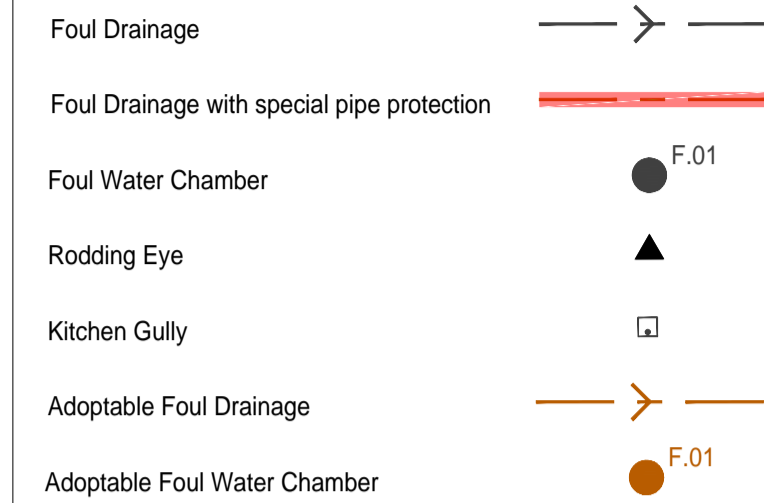 Foul Drainage
Foul Drainage with special pipe protection
Foul Water Chamber F.01
Rodding Eye
Kitchen Gully
Adoptable Foul Drainage
Adoptable Foul Water Chamber F.01